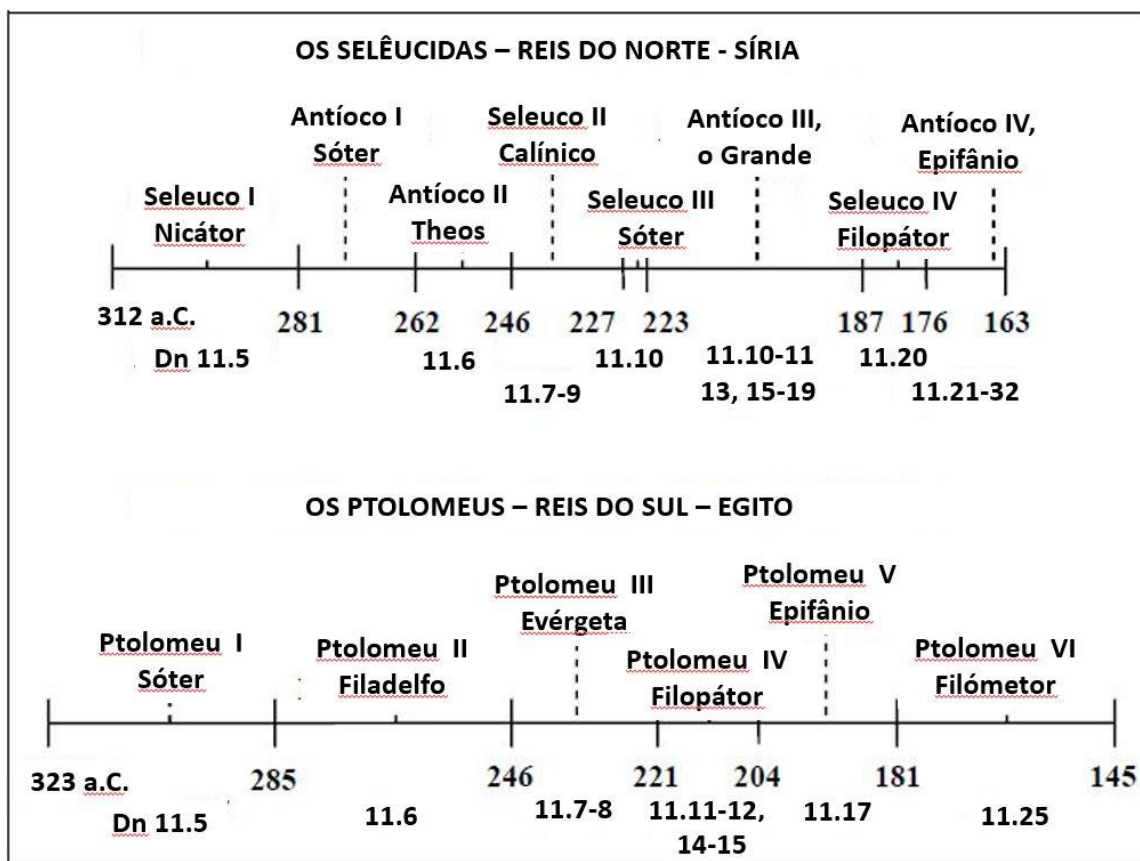 OS SELÊUCIDAS – REIS DO NORTE - SÍRIA
Antíoco I
Sóter
Seleuco II
Calínico
Antíoco III,
o Grande
Antíoco IV,
Epifânio
Seleuco I
Nicátor
Antíoco II
Theos
Seleuco III
Sóter
Seleuco IV
Filopátor
312 a.C. 281 262 246 227 223 187 176 163
Dn 11.5 11.6 11.10 11.10-11 11.20
11.7-9 13, 15-19 11.21-32
OS PTOLOMEUS – REIS DO SUL – EGITO
Ptolomeu III
Evérgeta
Ptolomeu V
Epifânio
Ptolomeu I
Sóter
Ptolomeu II
Filadelfo
Ptolomeu IV
Filopátor
Ptolomeu VI
Filómetor
323 a.C. 285 246 221 204 181 145
Dn 11.5 11.6 11.7-8 11.11-12, 11.17 11.25
14-15